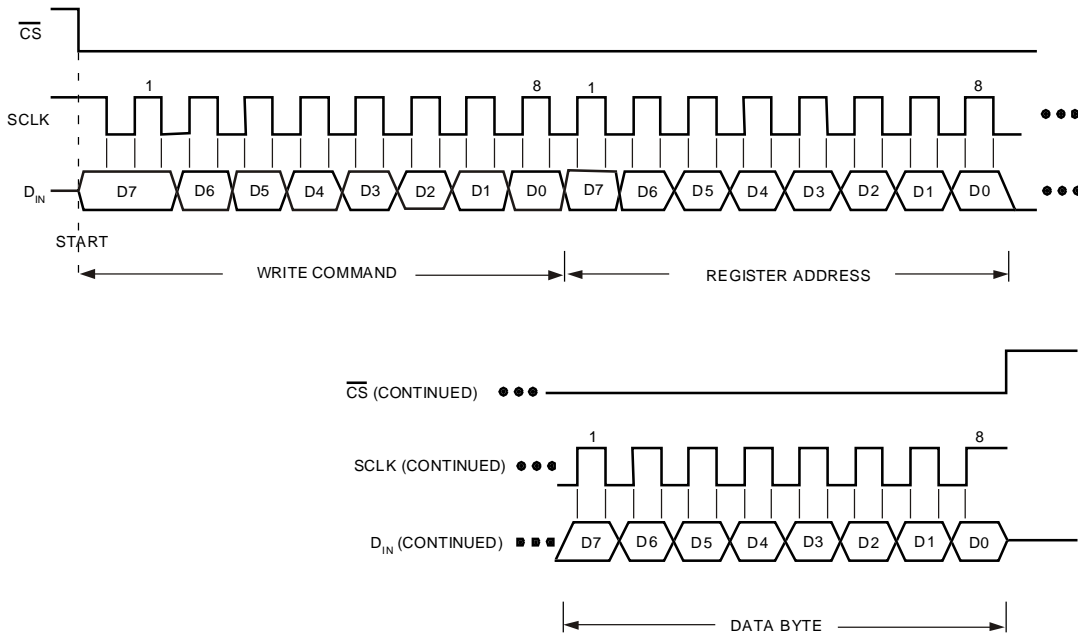 CS
1 8 1 8
SCLK
DIN D7 D6 D5 D4 D3 D2 D1 D0 D7 D6 D5 D4 D3 D2 D1 D0
START
WRITE COMMAND REGISTER ADDRESS
CS (CONTINUED)
1 8
SCLK (CONTINUED)
DIN (CONTINUED) D7 D6 D5 D4 D3 D2 D1 D0
DATA BYTE